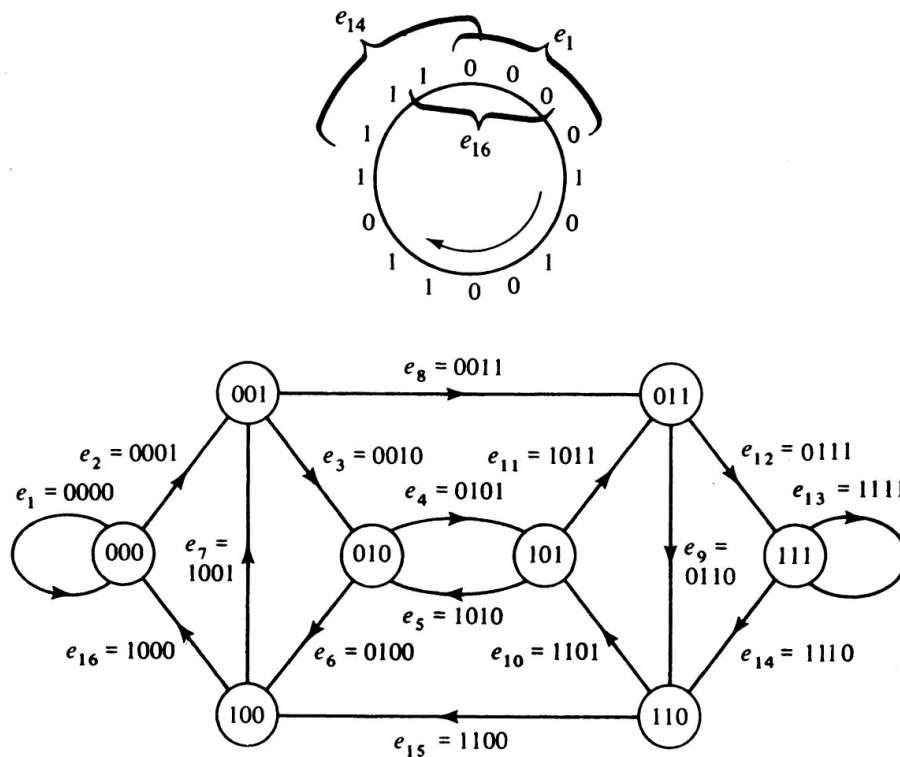 e14 e1
1 1 0 0 0
1 0
e16
1 1
0 0
1 1
1 0 0
e8 = 0011
001 011
e2 = 0001 e3 = 0010 e11 = 1011 e12 = 0111
e1 = 0000 e4 = 0101 e13 = 1111
000 e7 = 010 101 e9 = 111
1001 0110
e5 = 1010
e16 = 1000 e6 = 0100 e10 = 1101 e14 = 1110
100 110
e15 = 1100